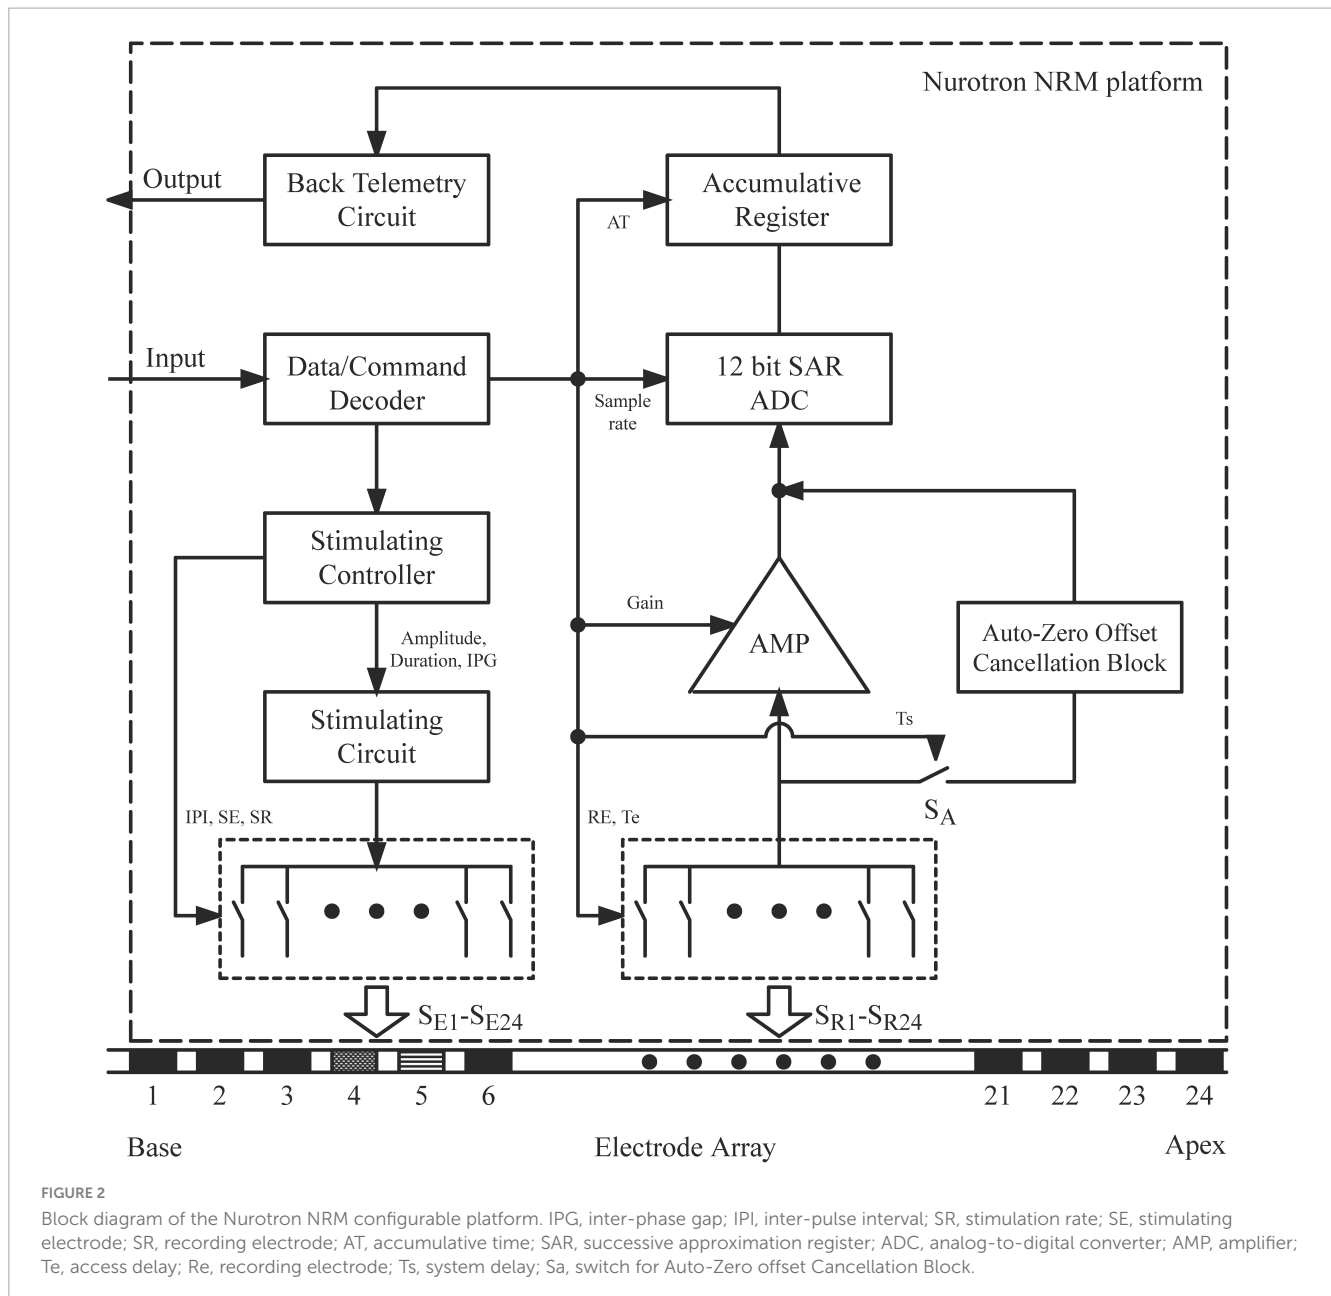 Nurotron NRM platform
Output
Back Telemetry
Circuit
Accumulative
Register
AT
Input
Data/Command
Decoder
12 bit SAR
ADC
Sample
rate
Stimulating
Controller
Gain
AMP
Auto-Zero Offset
Cancellation Block
Amplitude,
Duration, IPG
Stimulating
Circuit
Ts
SA
IPI, SE, SR
RE, Te
SE1-SE24
SR1-SR24
1 2 3 4 5 6 21 22 23 24
Base Electrode Array Apex
FIGURE 2
Block diagram of the Nurotron NRM configurable platform. IPG, inter-phase gap; IPI, inter-pulse interval; SR, stimulation rate; SE, stimulating
electrode; SR, recording electrode; AT, accumulative time; SAR, successive approximation register; ADC, analog-to-digital converter; AMP, amplifier;
Te, access delay; Re, recording electrode; Ts, system delay; Sa, switch for Auto-Zero offset Cancellation Block.